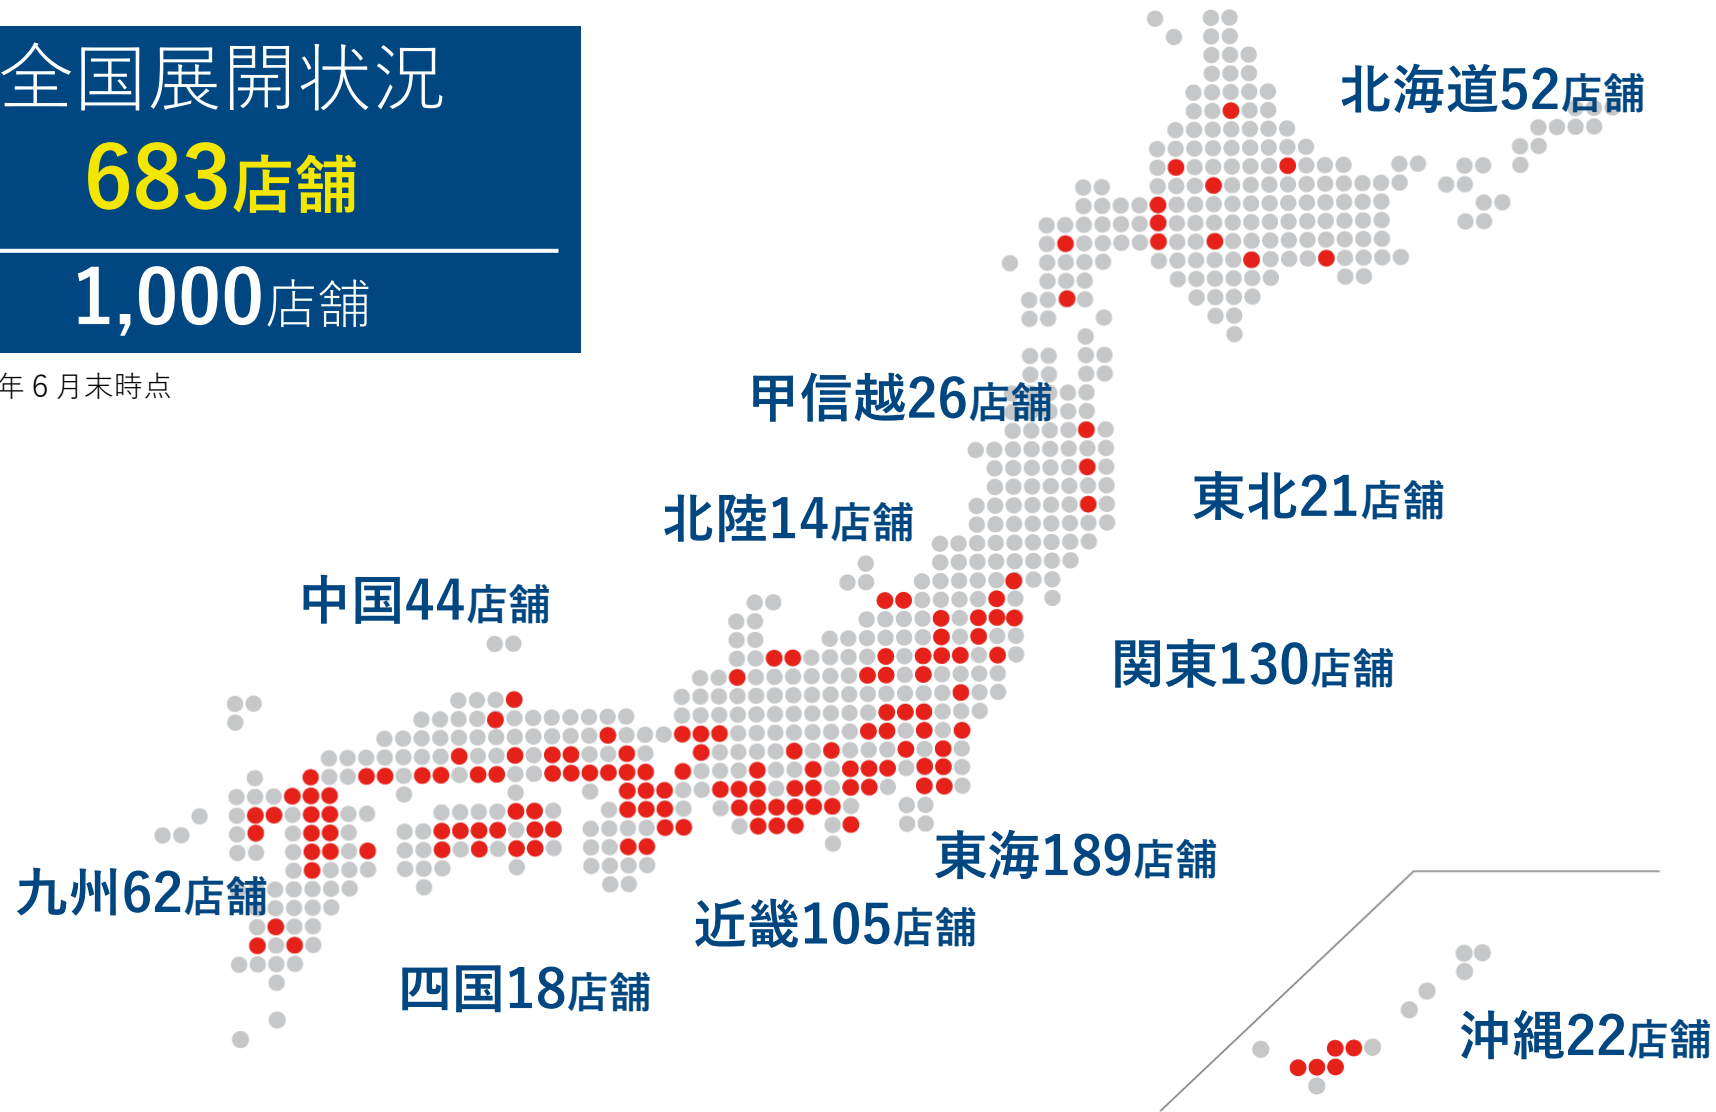 全国展開状況
683店舗
1,000店舗
年6月末時点
北海道52店舗
甲信越26店舗
東北21店舗
北陸14店舗
中国44店舗
関東130店舗
東海189店舗
九州62店舗
近畿105店舗
四国18店舗
沖縄22店舗